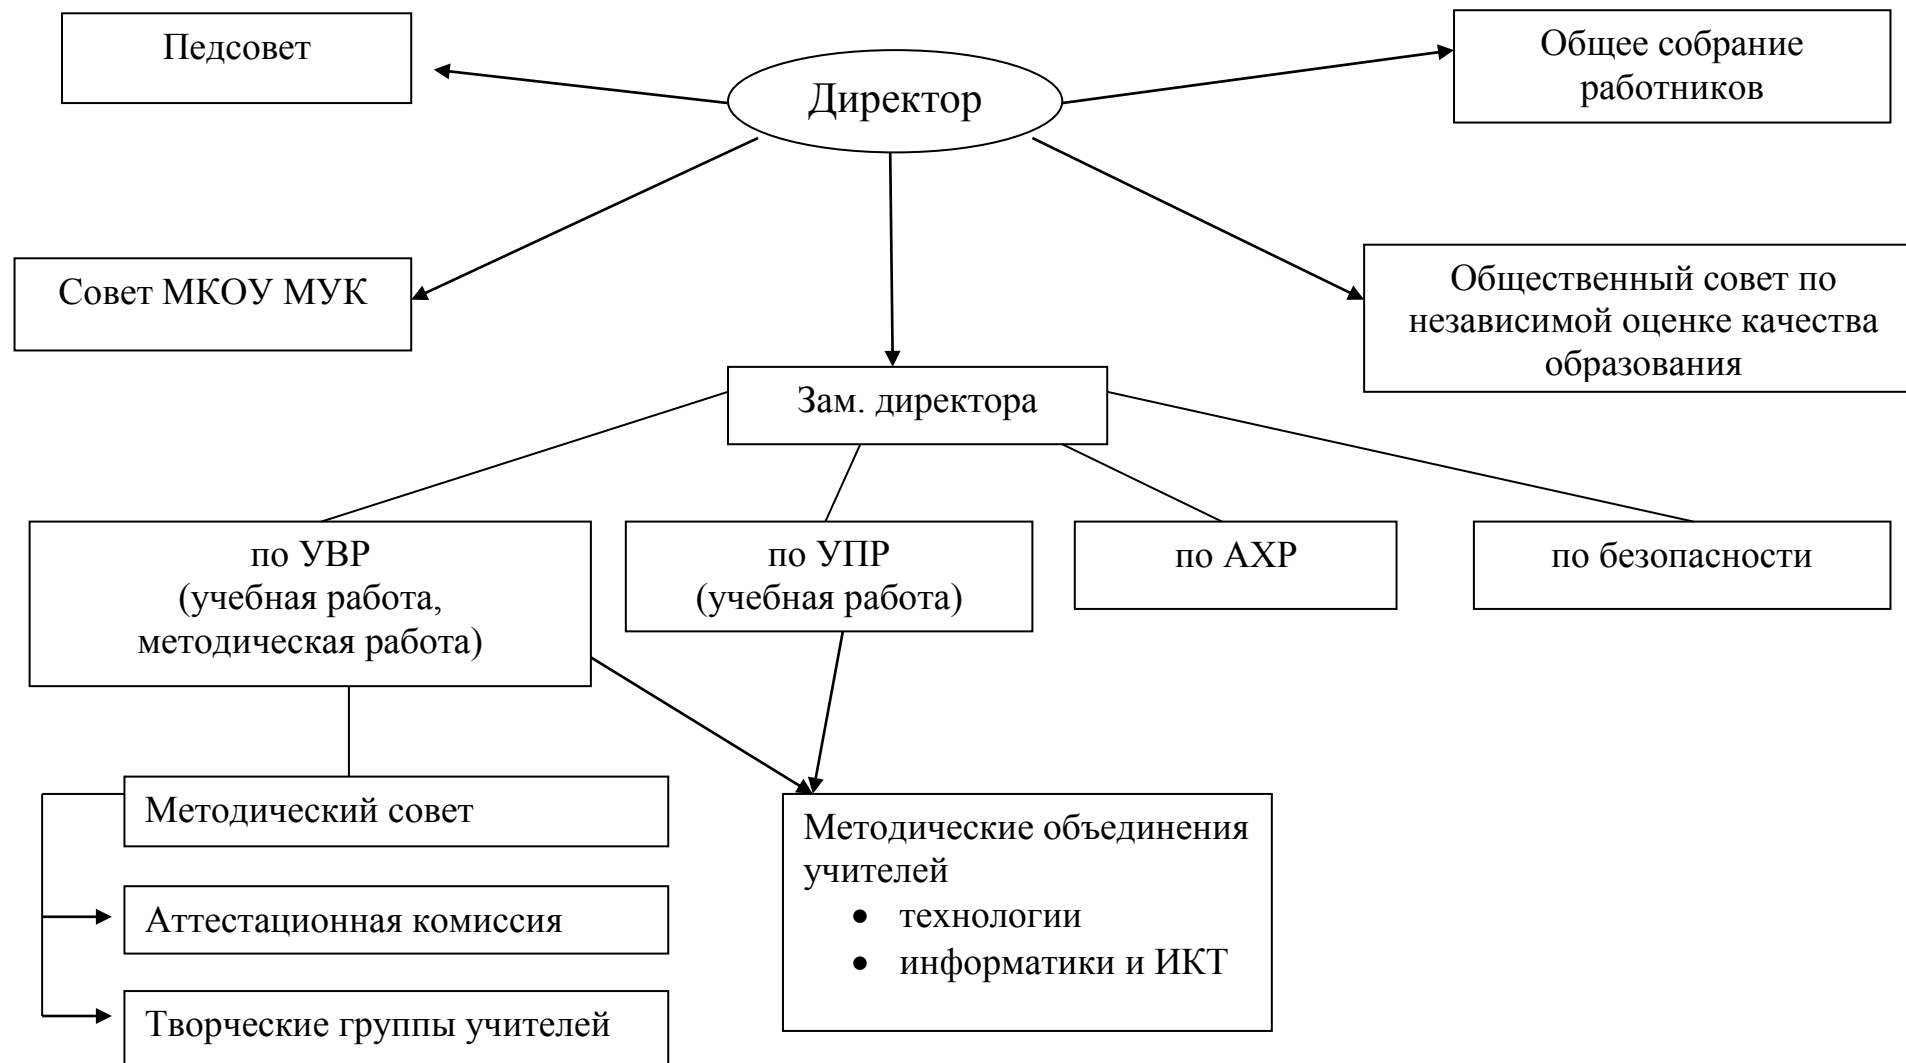 Педсовет
Директор
Общее собрание
работников
Совет МКОУ МУК
Общественный совет по
независимой оценке качества
образования
Зам. директора
по УВР
(учебная работа,
методическая работа)
по УПР
(учебная работа)
по АХР
по безопасности
Методический совет
Аттестационная комиссия
Творческие группы учителей
Методические объединения
учителей
• технологии
• информатики и ИКТ